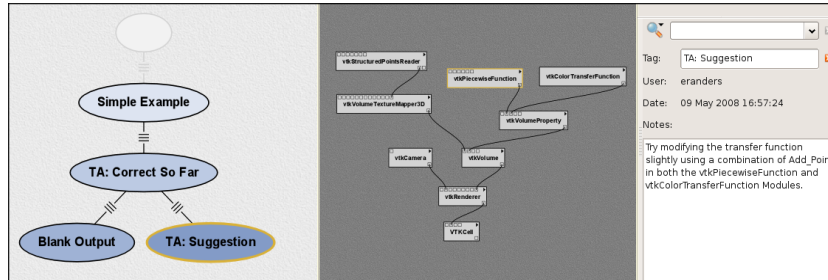 Simple Example
TA: Correct So Far
Blank Output
TA: Suggestion
vtkStructuredPointsReader
vtkPiecewiseFunction
vtkColorTransferFunction
vtkVolumeTextureMapper3D
vtkVolumeProperty
vtkCamera
vtkVolume
vtkRenderer
VTKCell
Tag: TA: Suggestion
User: eranders
Date: 09 May 2008 16:57:24
Notes:
Try modifying the transfer function
slightly using a combination of Add_Poin
in both the vtkPiecewiseFunction and
vtkColorTransferFunction Modules.